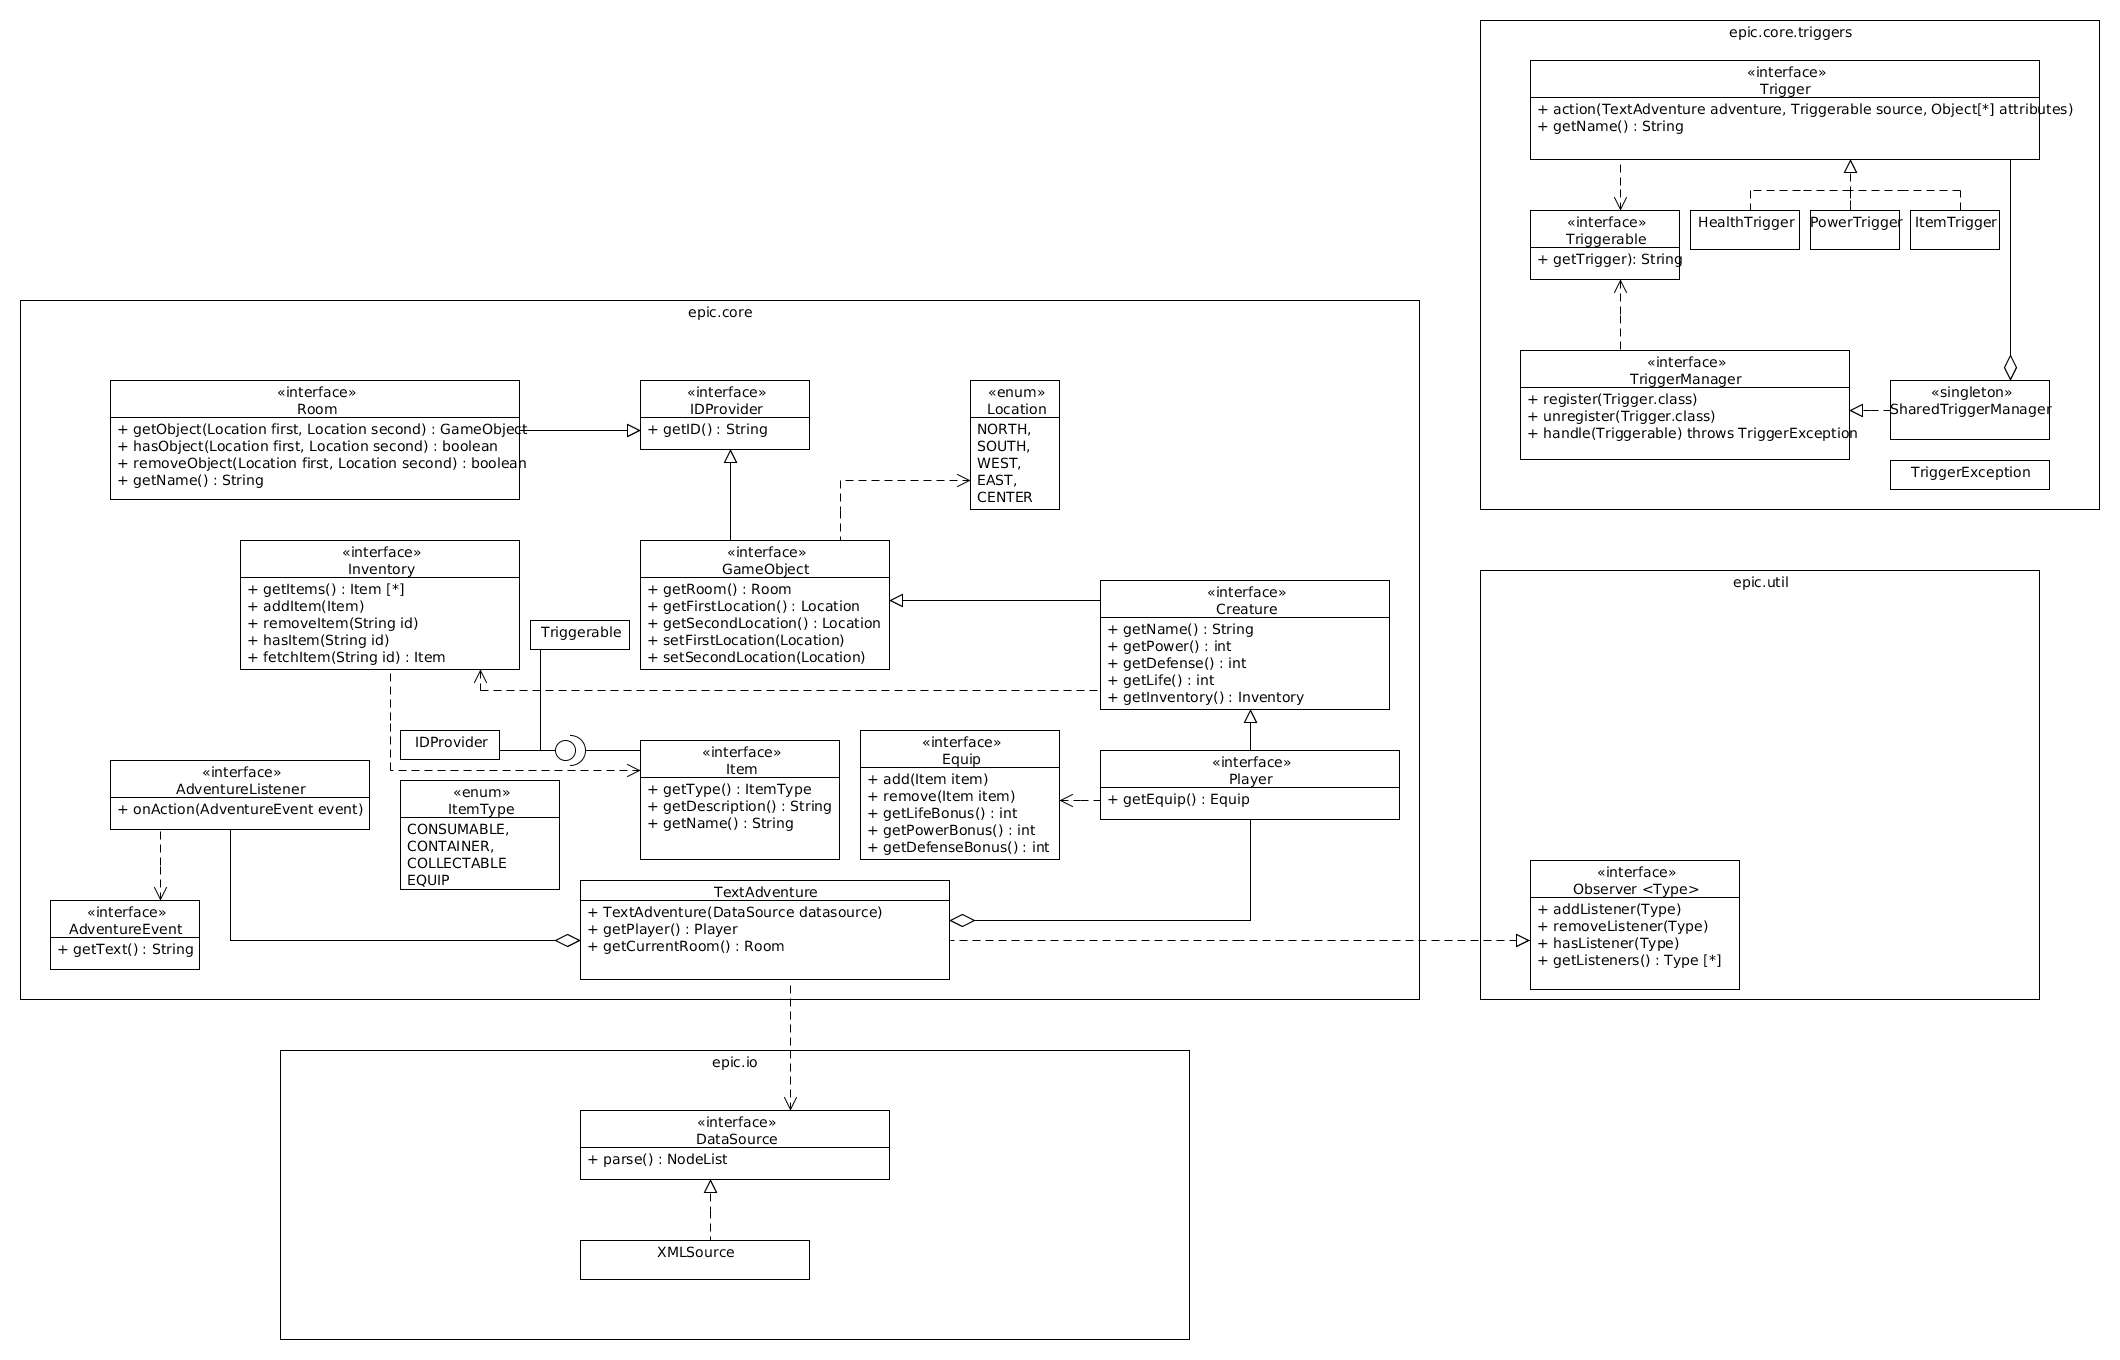 epic.core.triggers
«interface»
Trigger
+ action(TextAdventure adventure, Triggerable source, Object[*] attributes)
+ getName() : String
«interface»
Triggerable
+ getTrigger): String
HealthTrigger
PowerTrigger
ItemTrigger
«interface»
TriggerManager
+ register(Trigger.class)
+ unregister(Trigger.class)
+ handle(Triggerable) throws TriggerException
«singleton»
SharedTriggerManager
TriggerException
epic.core
«interface»
Room
+ getObject(Location first, Location second) : GameObject
+ hasObject(Location first, Location second) : boolean
+ removeObject(Location first, Location second) : boolean
+ getName() : String
«interface»
IDProvider
+ getID() : String
«enum»
Location
NORTH,
SOUTH,
WEST,
EAST,
CENTER
«interface»
Inventory
+ getItems() : Item [*]
+ addItem(Item)
+ removeItem(String id)
+ hasItem(String id)
+ fetchItem(String id) : Item
Triggerable
«interface»
GameObject
+ getRoom() : Room
+ getFirstLocation() : Location
+ getSecondLocation() : Location
+ setFirstLocation(Location)
+ setSecondLocation(Location)
«interface»
Creature
+ getName() : String
+ getPower() : int
+ getDefense() : int
+ getLife() : int
+ getInventory() : Inventory
IDProvider
«interface»
Item
+ getType() : ItemType
+ getDescription() : String
+ getName() : String
«interface»
Equip
+ add(Item item)
+ remove(Item item)
+ getLifeBonus() : int
+ getPowerBonus() : int
+ getDefenseBonus() : int
«interface»
Player
+ getEquip() : Equip
«interface»
AdventureListener
+ onAction(AdventureEvent event)
«enum»
ItemType
CONSUMABLE,
CONTAINER,
COLLECTABLE
EQUIP
«interface»
AdventureEvent
+ getText() : String
TextAdventure
+ TextAdventure(DataSource datasource)
+ getPlayer() : Player
+ getCurrentRoom() : Room
epic.util
«interface»
Observer <Type>
+ addListener(Type)
+ removeListener(Type)
+ hasListener(Type)
+ getListeners() : Type [*]
epic.io
«interface»
DataSource
+ parse() : NodeList
XMLSource